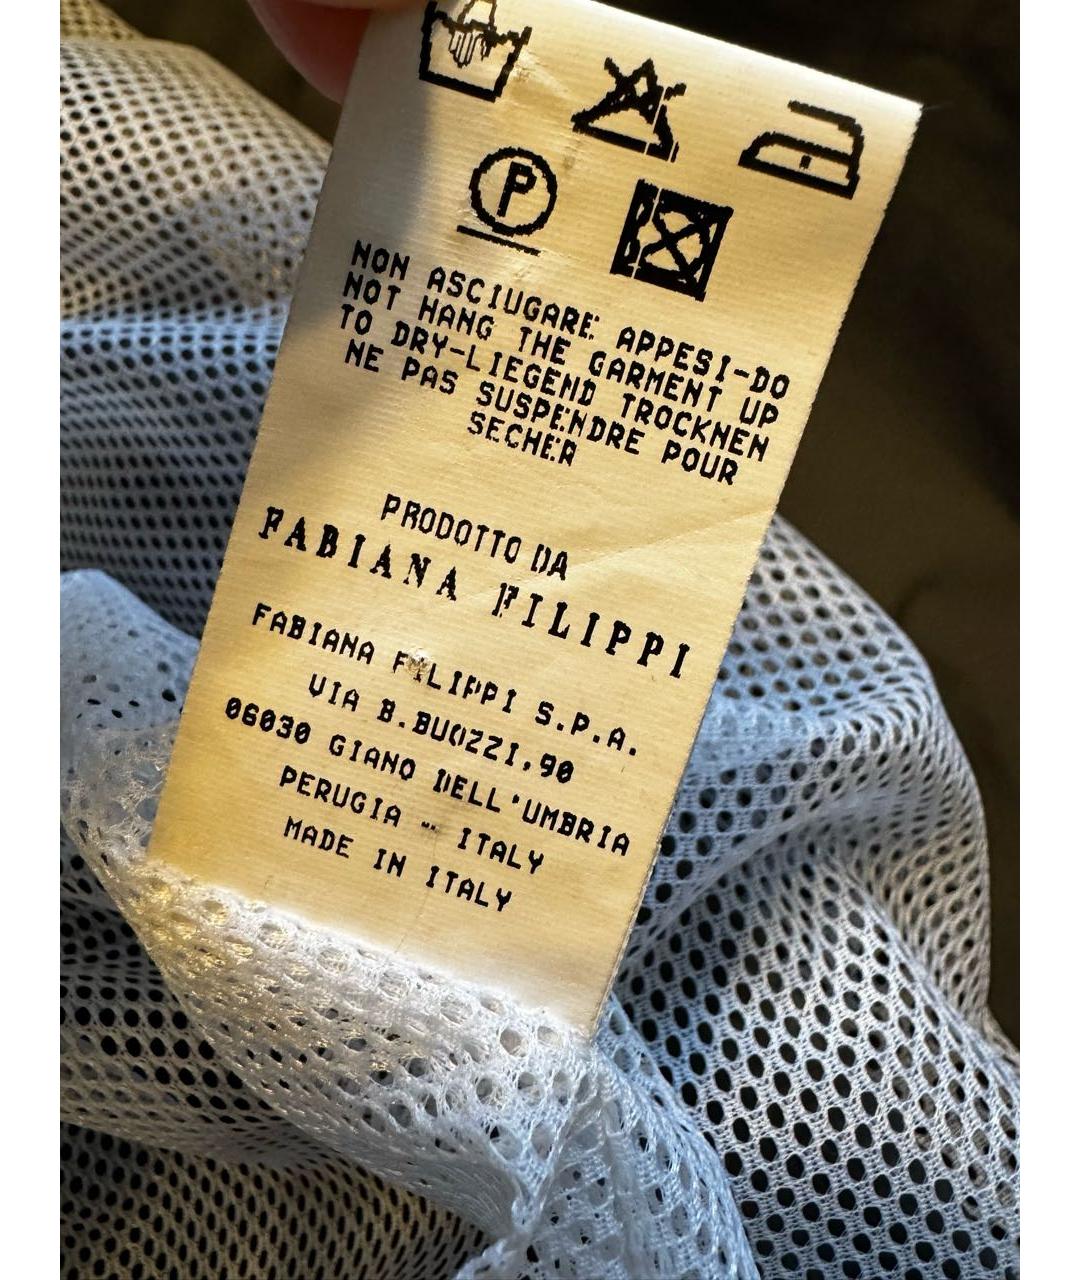 P
NON ASCIUGARE APPESI-DO
NOT HANG THE GARMENT UP
TO DRY-LIEGEND TROCKNEN
NE PAS SUSPENDRE POUR
SECHER
PRODOTTO DA
FABIANA FILIPPI
FABIANA FILIPPI S.P.A.
VIA B.BUOZZI,90
06030 GIANO DELL'UMBRIA
PERUGIA - ITALY
MADE IN ITALY